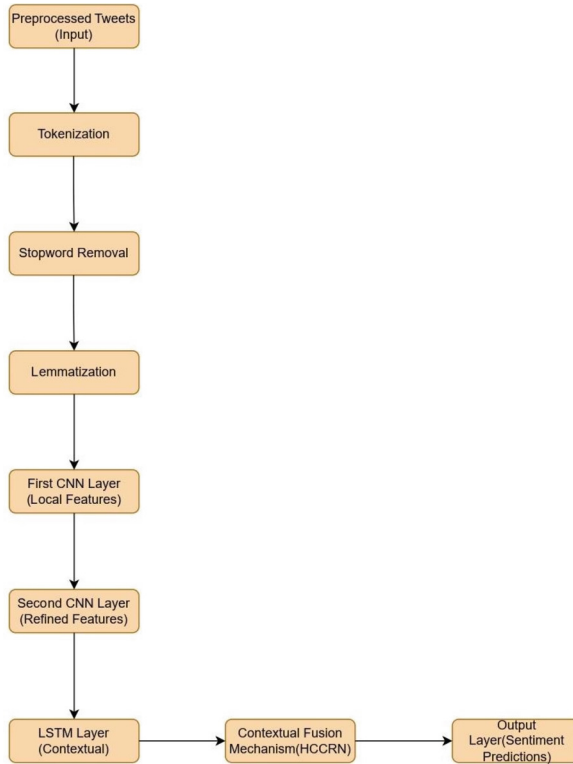 Preprocessed Tweets
(Input)
Tokenization
Stopword Removal
Lemmatization
First CNN Layer
(Local Features)
Second CNN Layer
(Refined Features)
LSTM Layer
(Contextual)
Contextual Fusion
Mechanism(HCCRN)
Output
Layer(Sentiment
Predictions)